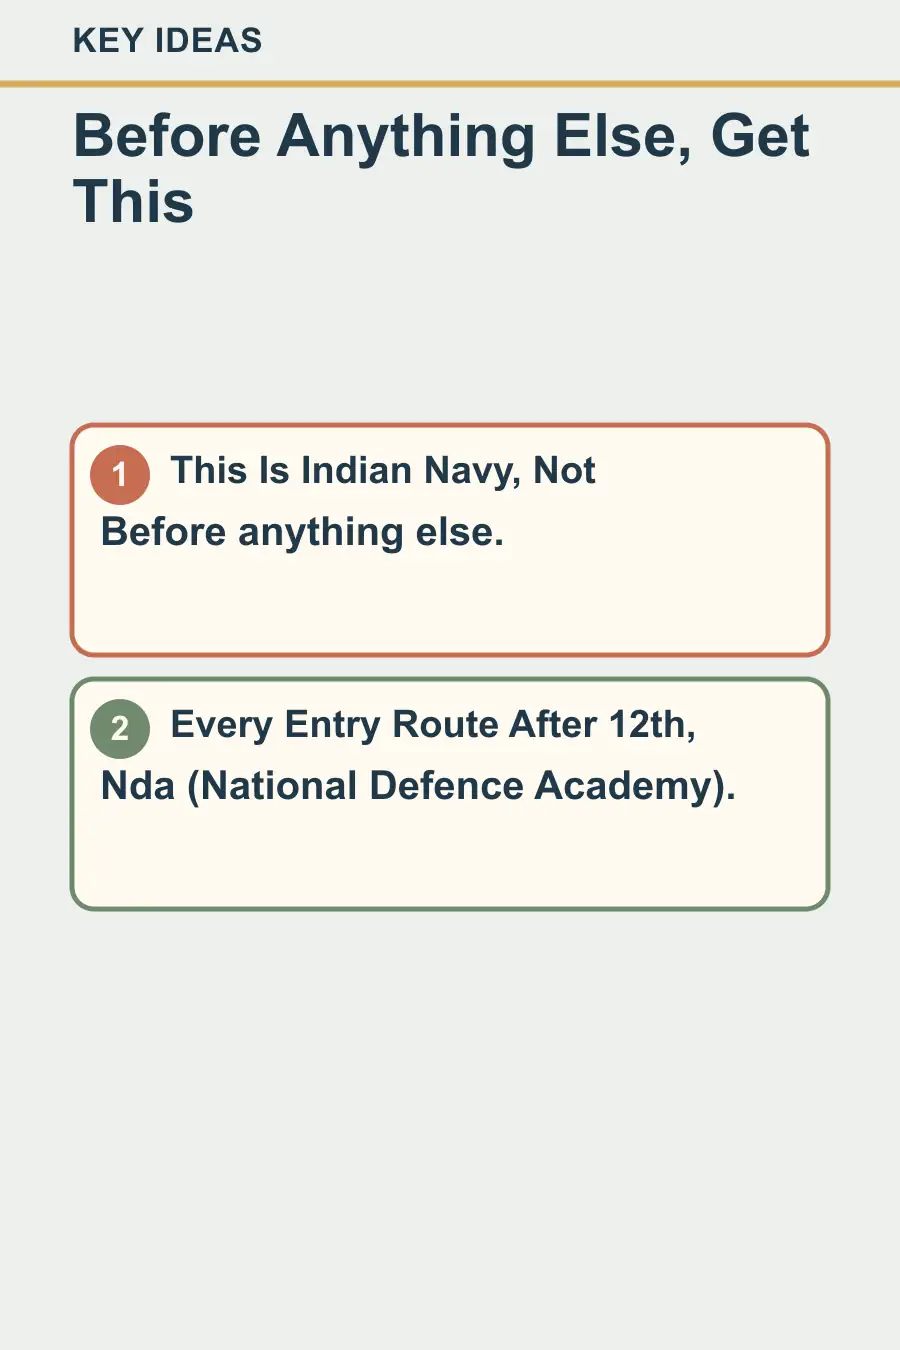 KEY IDEAS
Before Anything Else, Get
This
1 This Is Indian Navy, Not
Before anything else.
2 Every Entry Route After 12th,
Nda (National Defence Academy).